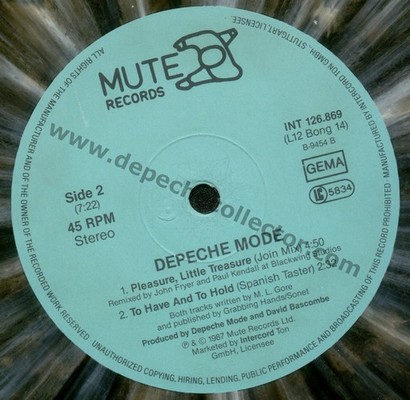 MUTE
RECORDS
INT 126.869
(L12 Bong 14)
B-9454 B
GEMA
LC 5834
Side 2
(7:22)
45 RPM
Stereo
www.depechecollector.com
DEPECHE MODE
1. Pleasure, Little Treasure (Join Mix) 4:50
Remixed by John Fryer and Paul Kendall at Blackwing Studios
2. To Have And To Hold (Spanish Taster) 2:32
Both tracks written by M. L. Gore
and published by Grabbing Hands/Sonet
Produced by Depeche Mode and David Bascombe
℗ © 1987 Mute Records Ltd.
Marketed by Intercord Ton
GmbH. Licensee
ALL RIGHTS OF THE MANUFACTURER AND OF THE OWNER OF THE RECORDED WORK RESERVED
UNAUTHORIZED COPYING, HIRING, LENDING, PUBLIC PERFORMANCE AND BROADCASTING OF THIS RECORD PROHIBITED
MANUFACTURED BY INTERCORD TON GMBH., STUTTGART, LICENSEE.